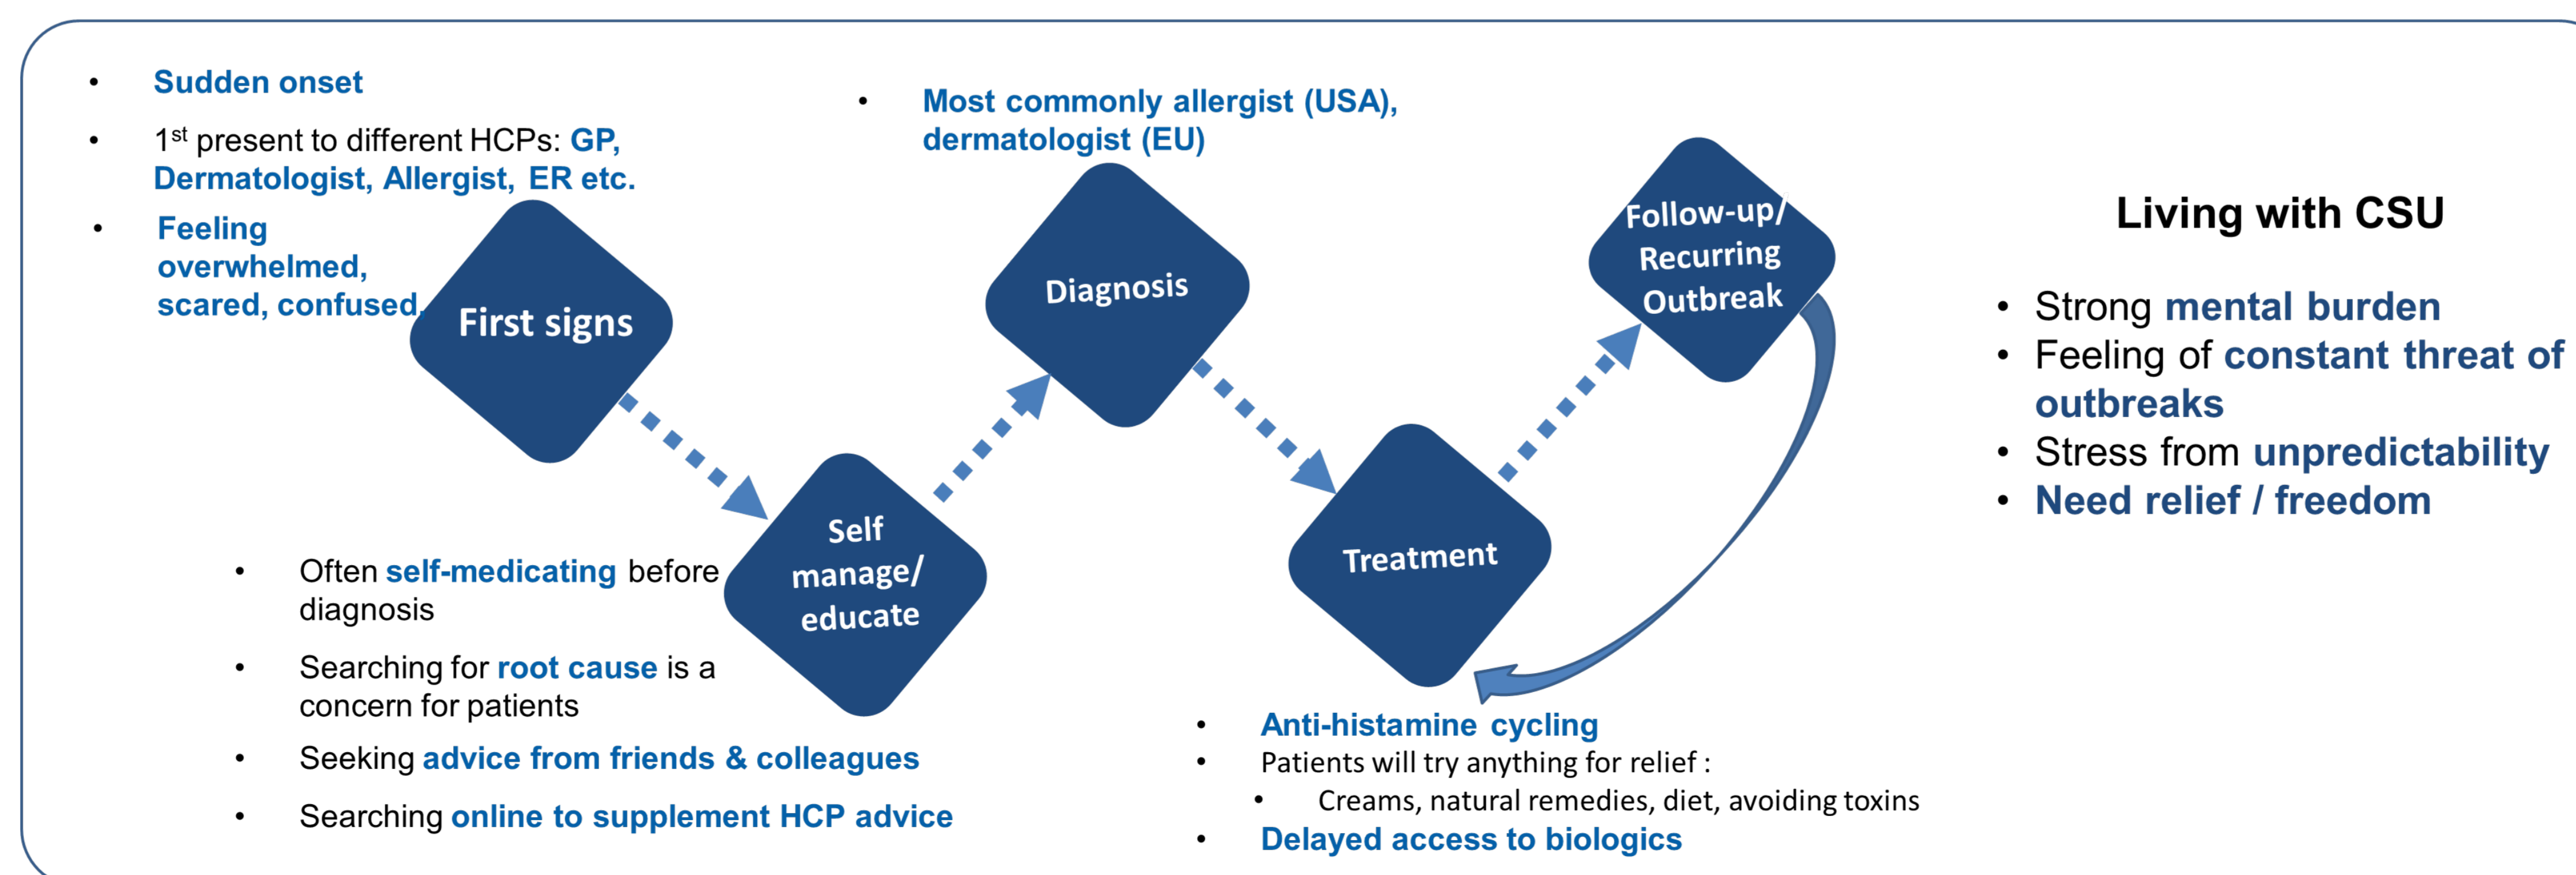 • Sudden onset
• 1st present to different HCPs: GP,
Dermatologist, Allergist, ER etc.
• Feeling
overwhelmed,
scared, confused,
First signs
• Often self-medicating before
diagnosis
• Searching for root cause is a
concern for patients
• Seeking advice from friends & colleagues
• Searching online to supplement HCP advice
Self
manage/
educate
• Most commonly allergist (USA),
dermatologist (EU)
Diagnosis
Treatment
• Anti-histamine cycling
• Patients will try anything for relief :
• Creams, natural remedies, diet, avoiding toxins
• Delayed access to biologics
Follow-up/
Recurring
Outbreak
Living with CSU
• Strong mental burden
• Feeling of constant threat of
outbreaks
• Stress from unpredictability
• Need relief / freedom